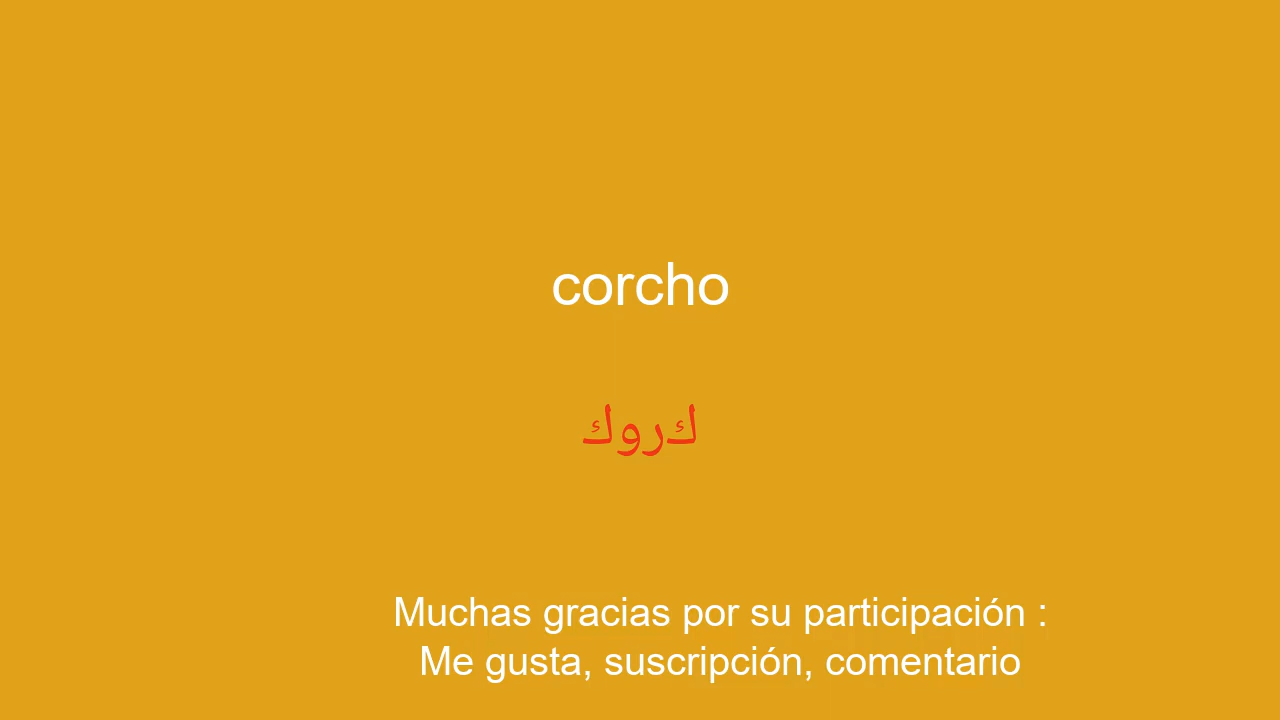 corcho
كروك
Muchas gracias por su participación :
Me gusta, suscripción, comentario